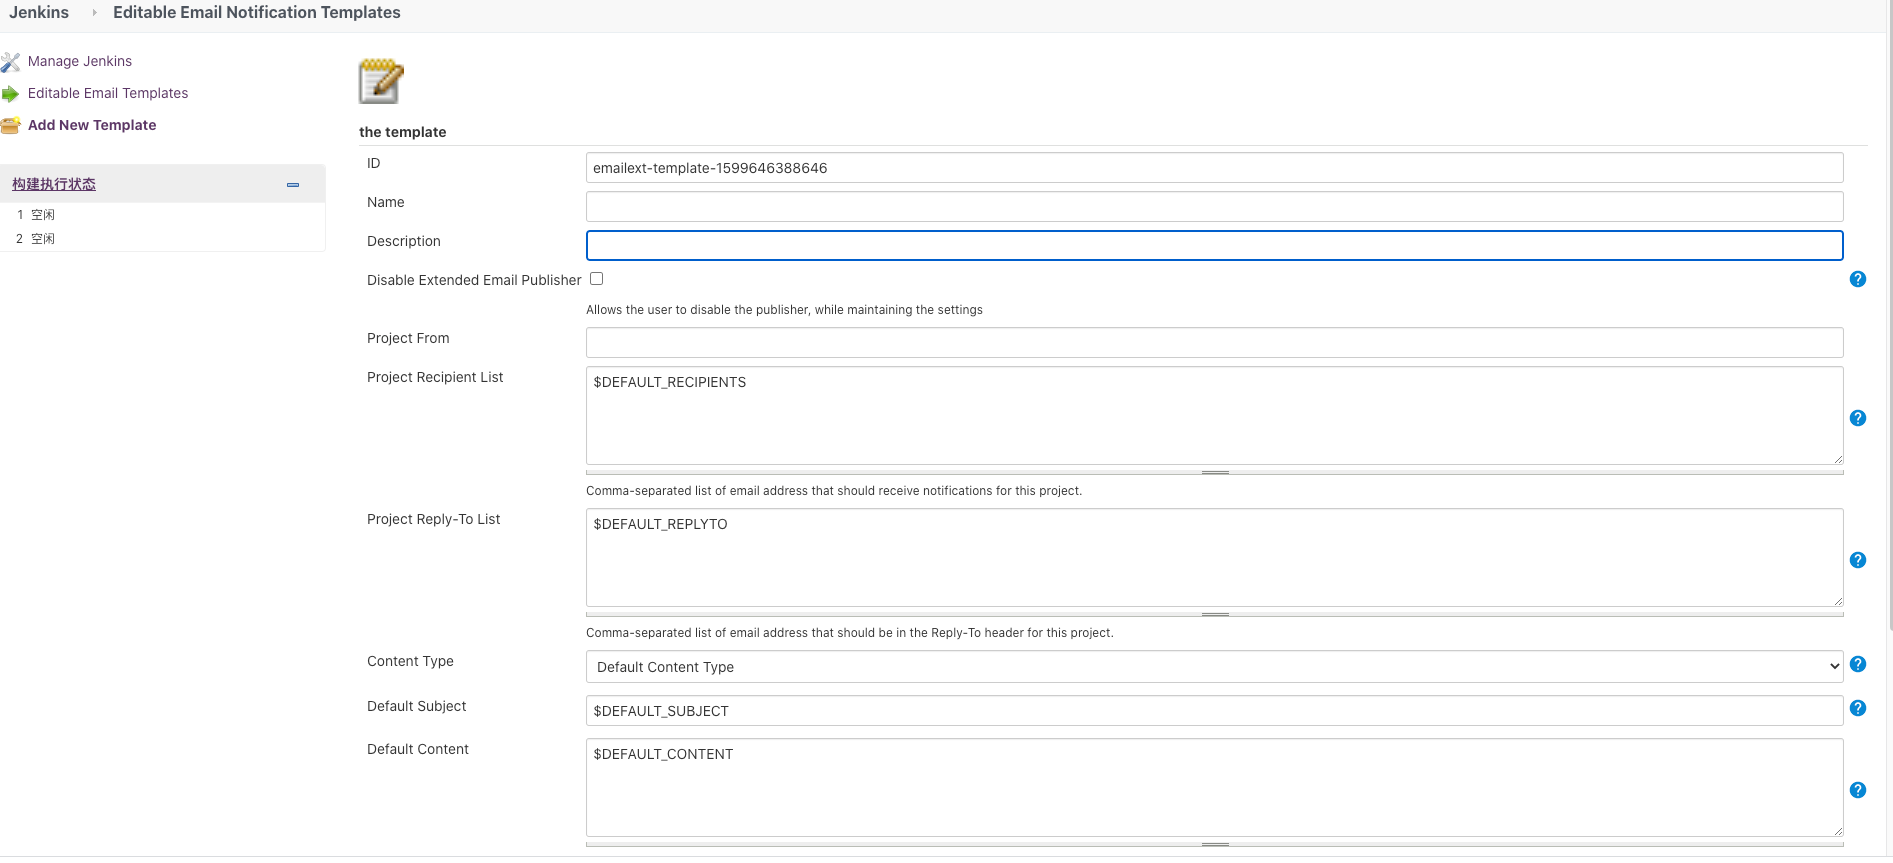 Jenkins
Editable Email Notification Templates
Manage Jenkins
Editable Email Templates
Add New Template
构建执行状态
1 空闲
2 空闲
the template
ID
emailext-template-1599646388646
Name
Description
Disable Extended Email Publisher
Allows the user to disable the publisher, while maintaining the settings
Project From
Project Recipient List
$DEFAULT_RECIPIENTS
Comma-separated list of email address that should receive notifications for this project.
Project Reply-To List
$DEFAULT_REPLYTO
Comma-separated list of email address that should be in the Reply-To header for this project.
Content Type
Default Content Type
Default Subject
$DEFAULT_SUBJECT
Default Content
$DEFAULT_CONTENT